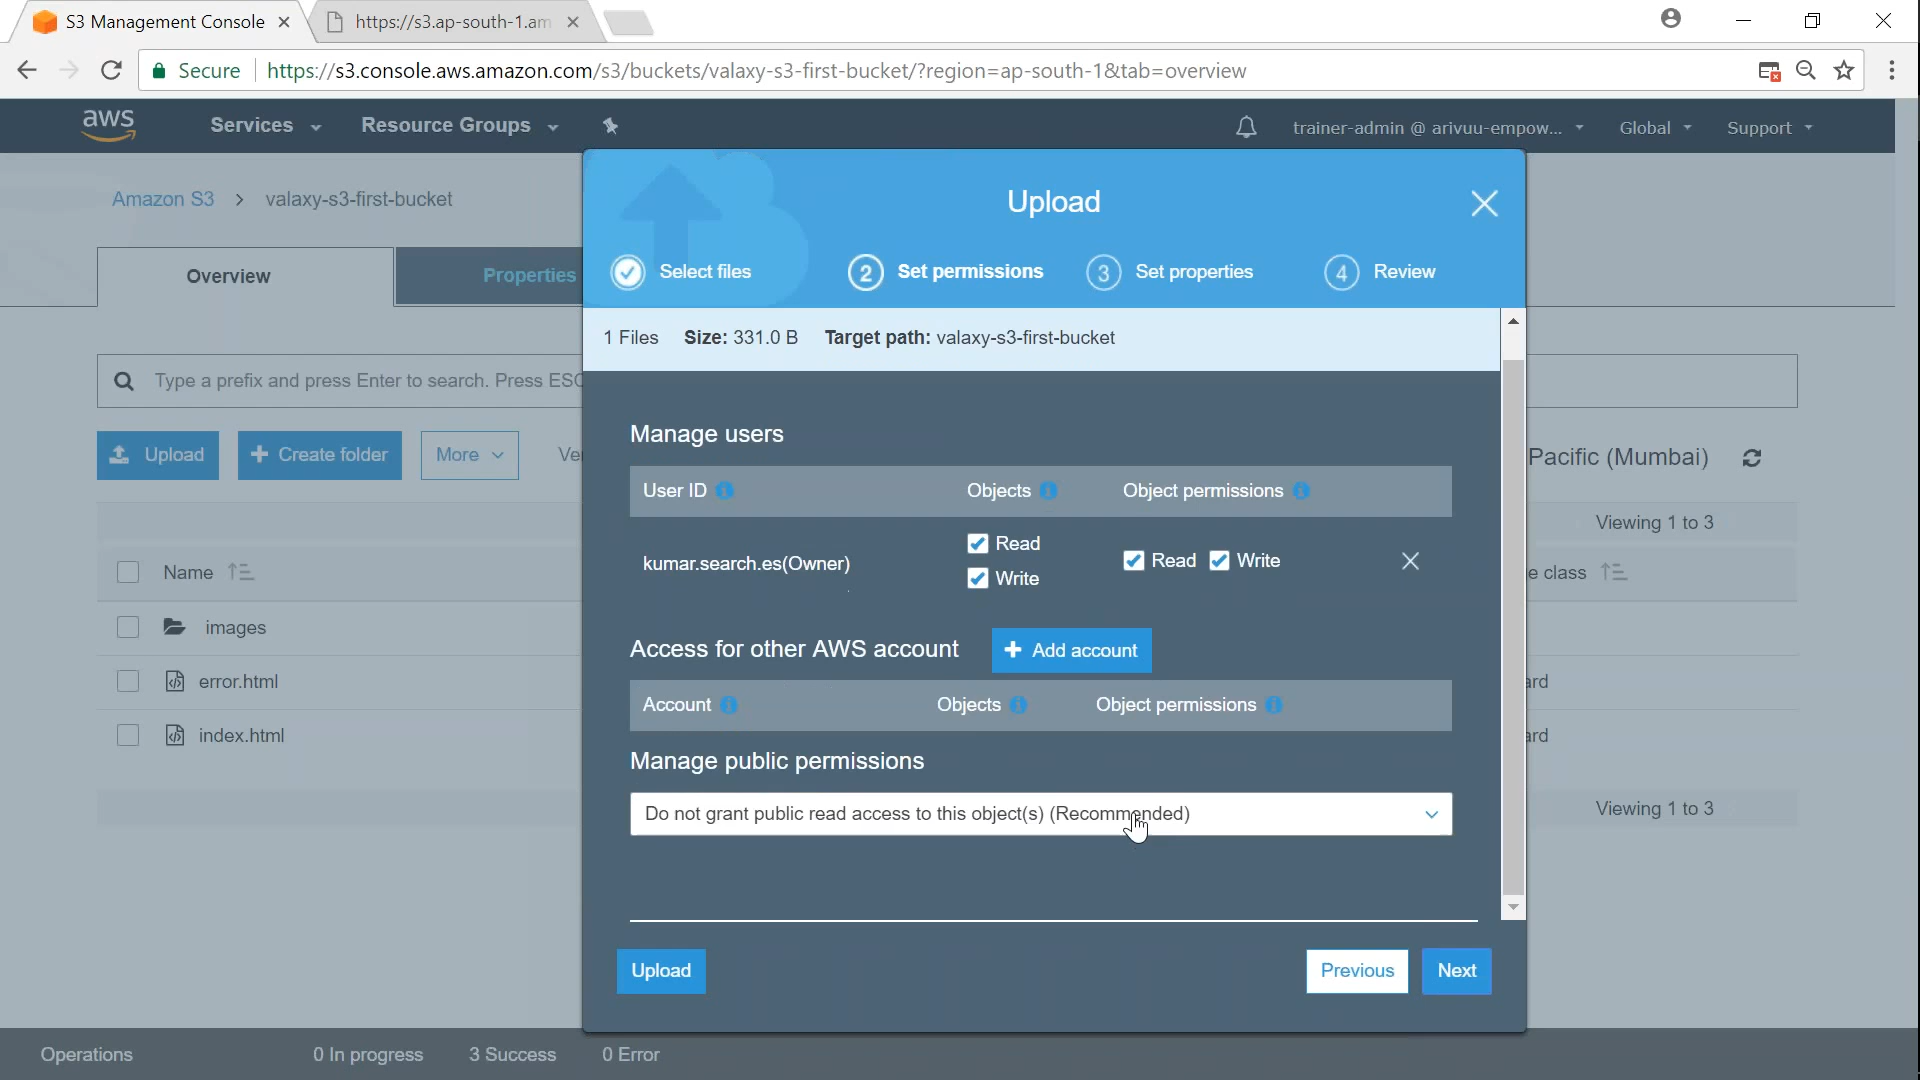 S3 Management Console
https://s3.ap-south-1.am
Secure
https://s3.console.aws.amazon.com/s3/buckets/valaxy-s3-first-bucket/?region=ap-south-1&tab=overview
aws
Services
Resource Groups
trainer-admin @ arivuu-empow...
Global
Support
Amazon S3 > valaxy-s3-first-bucket
Upload
Overview
Properties
Select files
2 Set permissions
3 Set properties
4 Review
1 Files Size: 331.0 B Target path: valaxy-s3-first-bucket
Type a prefix and press Enter to search. Press ESC
Manage users
Upload
+ Create folder
More
Ve
Pacific (Mumbai)
User ID
Objects
Object permissions
Viewing 1 to 3
Name
e class
kumar.search.es(Owner)
Read
Write
Read
Write
images
Access for other AWS account
+ Add account
error.html
ard
Account
Objects
Object permissions
index.html
ard
Manage public permissions
Do not grant public read access to this object(s) (Recommended)
Viewing 1 to 3
Upload
Previous
Next
Operations
0 In progress
3 Success
0 Error